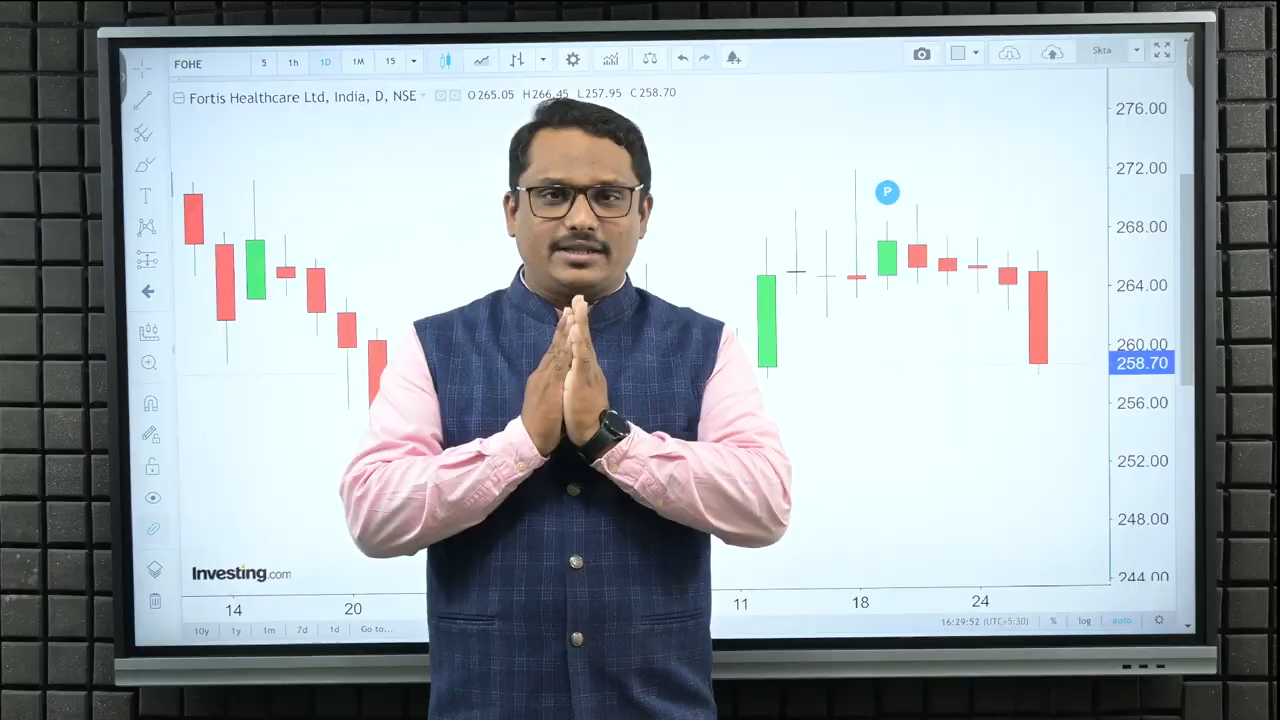 FOHE 5 1h 1D 1M 15 Skta
Fortis Healthcare Ltd, India, D, NSE O265.05 H266.45 L257.95 C258.70
P
276.00
272.00
268.00
264.00
260.00
258.70
256.00
252.00
248.00
244.00
Investing.com
14 20 11 18 24
10y 1y 1m 7d 1d Go to... 16:29:52 (UTC+5:30) % log auto